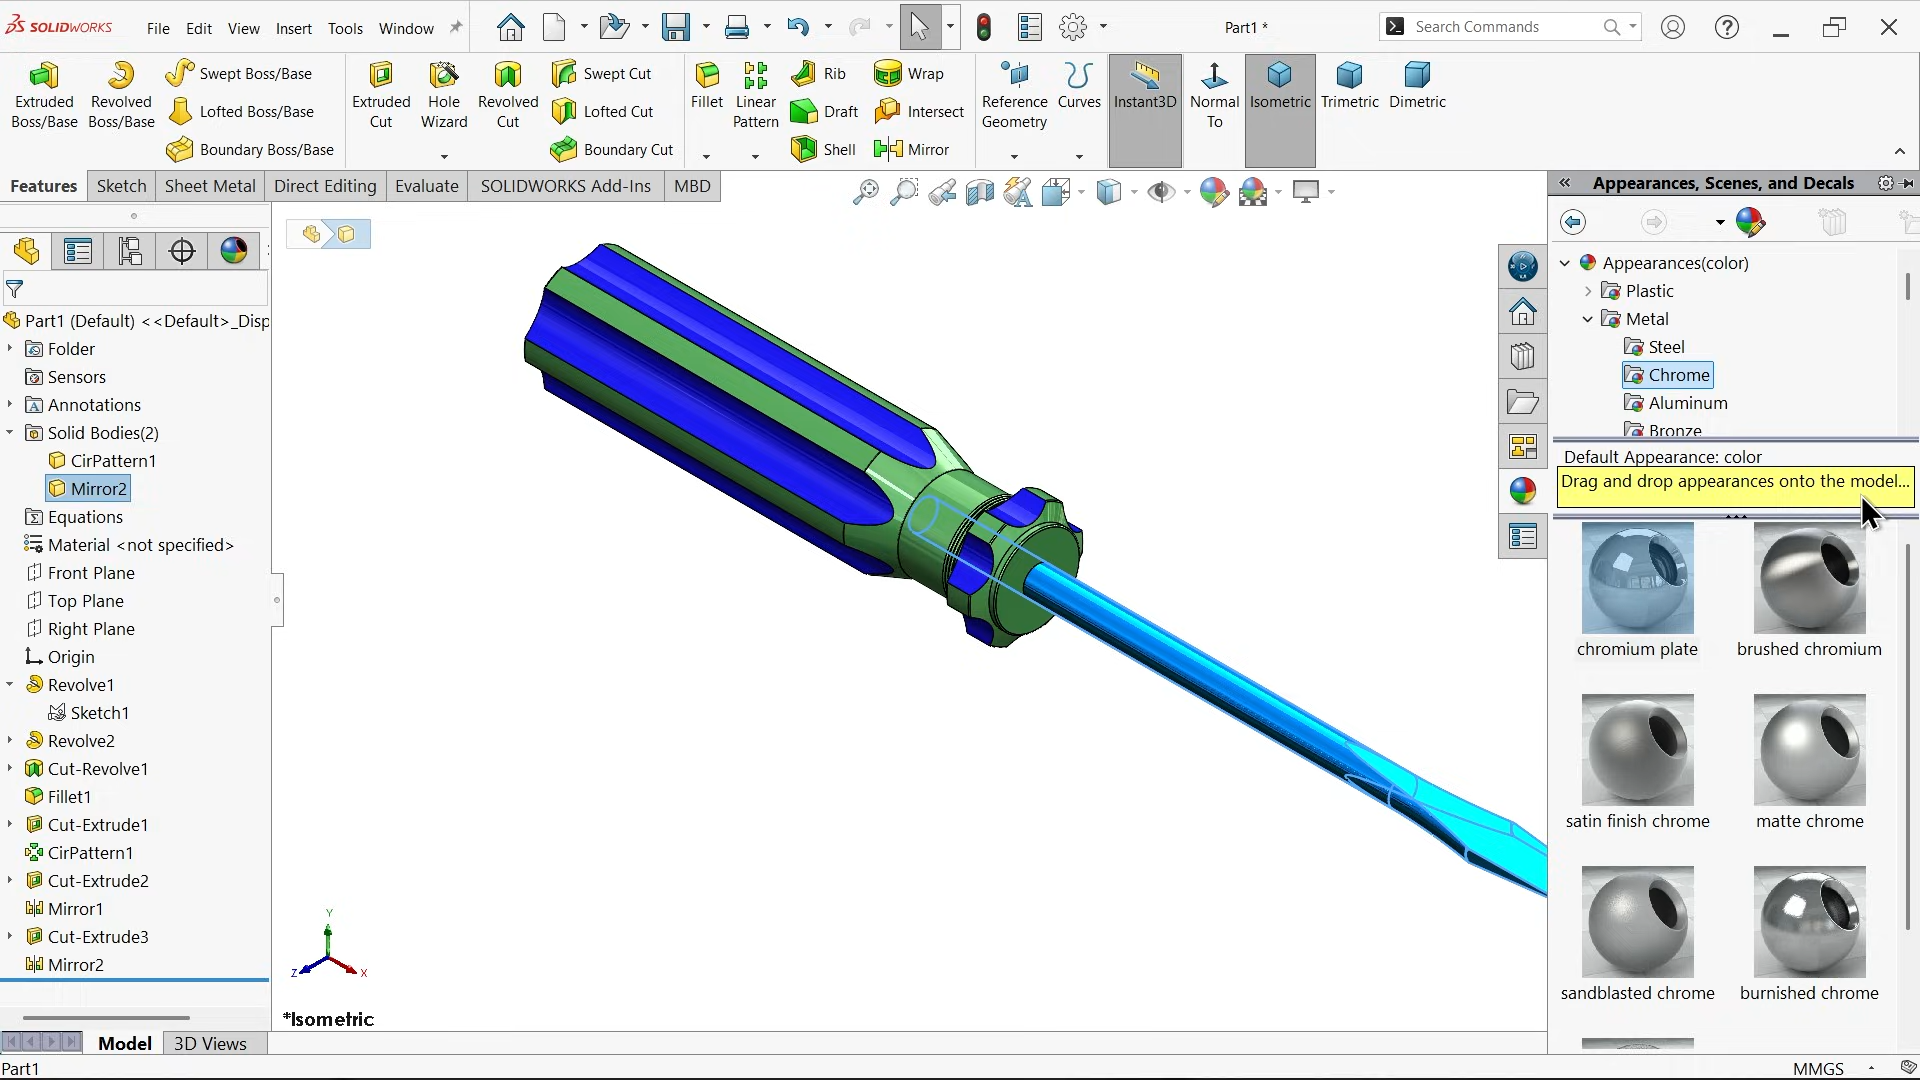 SOLIDWORKS File Edit View Insert Tools Window Part1 * Search Commands
Extruded Boss/Base
Revolved Boss/Base
Swept Boss/Base
Lofted Boss/Base
Boundary Boss/Base
Extruded Cut
Hole Wizard
Revolved Cut
Swept Cut
Lofted Cut
Boundary Cut
Fillet
Linear Pattern
Rib
Draft
Shell
Wrap
Intersect
Mirror
Reference Geometry
Curves
Instant3D
Normal To
Isometric
Trimetric
Dimetric
Features Sketch Sheet Metal Direct Editing Evaluate SOLIDWORKS Add-Ins MBD
Part1 (Default) <<Default>_Disp
Folder
Sensors
Annotations
Solid Bodies(2)
CirPattern1
Mirror2
Equations
Material <not specified>
Front Plane
Top Plane
Right Plane
Origin
Revolve1
Sketch1
Revolve2
Cut-Revolve1
Fillet1
Cut-Extrude1
CirPattern1
Cut-Extrude2
Mirror1
Cut-Extrude3
Mirror2
Y
Z
X
*Isometric
Appearances, Scenes, and Decals
Appearances(color)
Plastic
Metal
Steel
Chrome
Aluminum
Bronze
Default Appearance: color
Drag and drop appearances onto the model...
chromium plate
brushed chromium
satin finish chrome
matte chrome
sandblasted chrome
burnished chrome
Model 3D Views
Part1 MMGS